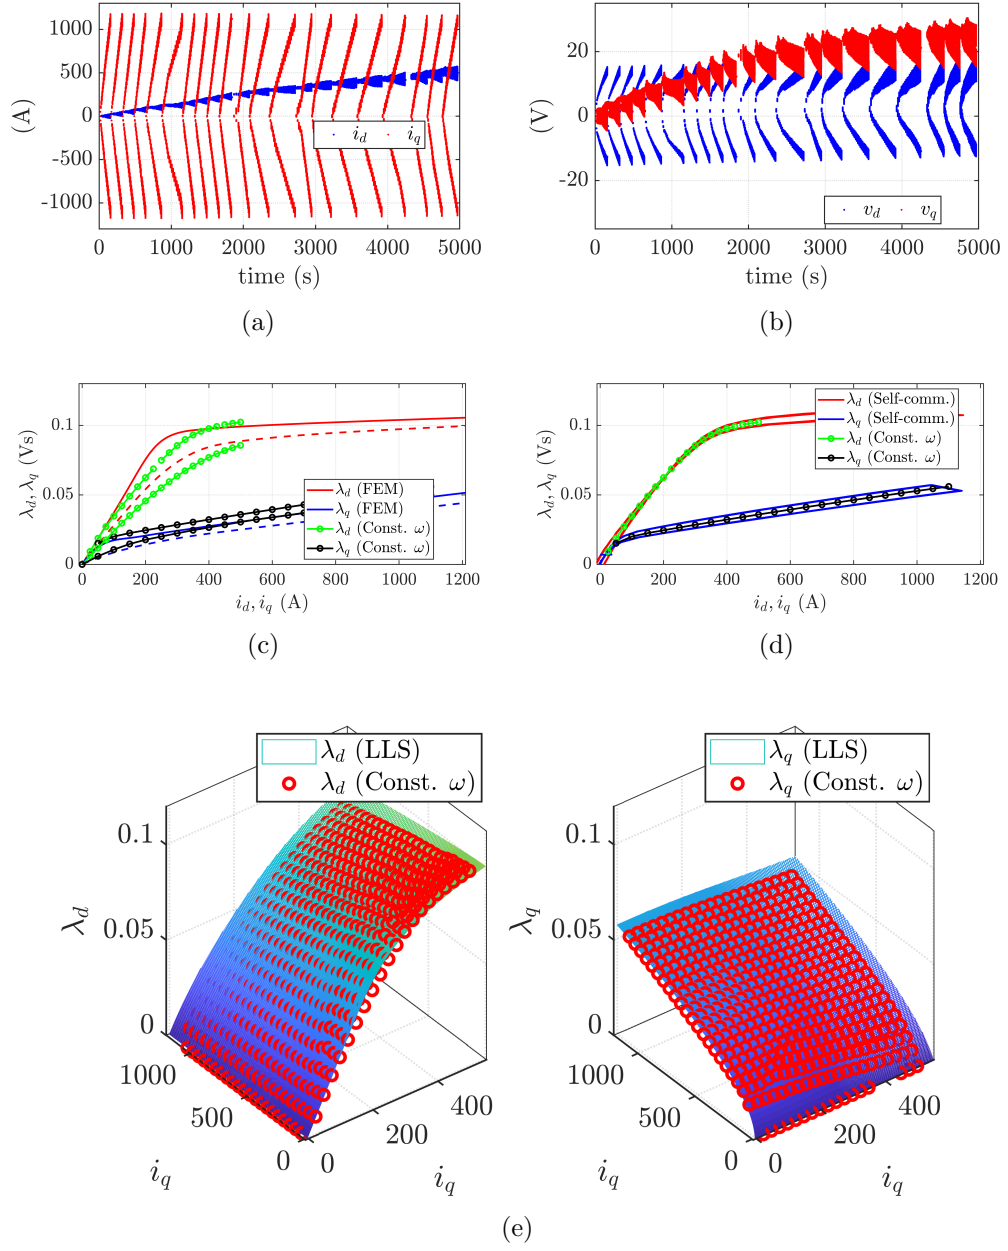 1000
500
0
-500
-1000
(A)
i_d i_q
0 1000 2000 3000 4000 5000
time (s)
(a)
20
0
-20
(V)
v_d v_q
0 1000 2000 3000 4000 5000
time (s)
(b)
0.1
0.05
0
λ_d, λ_q (Vs)
λ_d (FEM)
λ_q (FEM)
λ_d (Const. ω)
λ_q (Const. ω)
0 200 400 600 800 1000 1200
i_d, i_q (A)
(c)
0.1
0.05
0
λ_d, λ_q (Vs)
λ_d (Self-comm.)
λ_q (Self-comm.)
λ_d (Const. ω)
λ_q (Const. ω)
0 200 400 600 800 1000 1200
i_d, i_q (A)
(d)
λ_d (LLS)
λ_d (Const. ω)
0.1
0.05
0
λ_d
1000
500
0
i_q
0
200
400
i_q
λ_q (LLS)
λ_q (Const. ω)
0.1
0.05
0
λ_q
1000
500
0
i_q
0
200
400
i_q
(e)